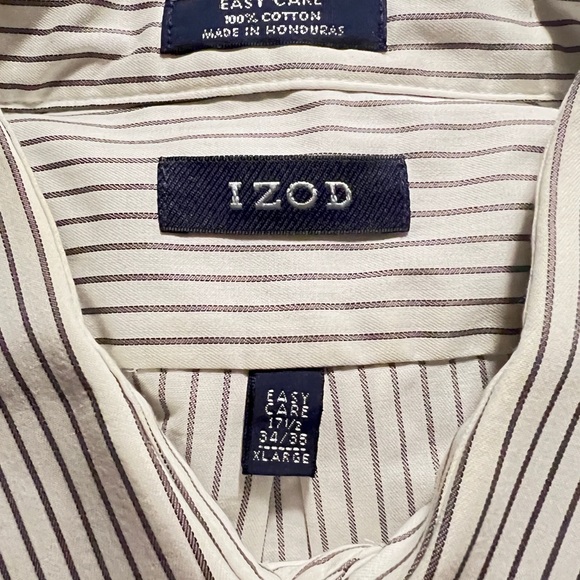 EASY CARE
100% COTTON
MADE IN HONDURAS
IZOD
EASY
CARE
17 1/2
34/35
XLARGE